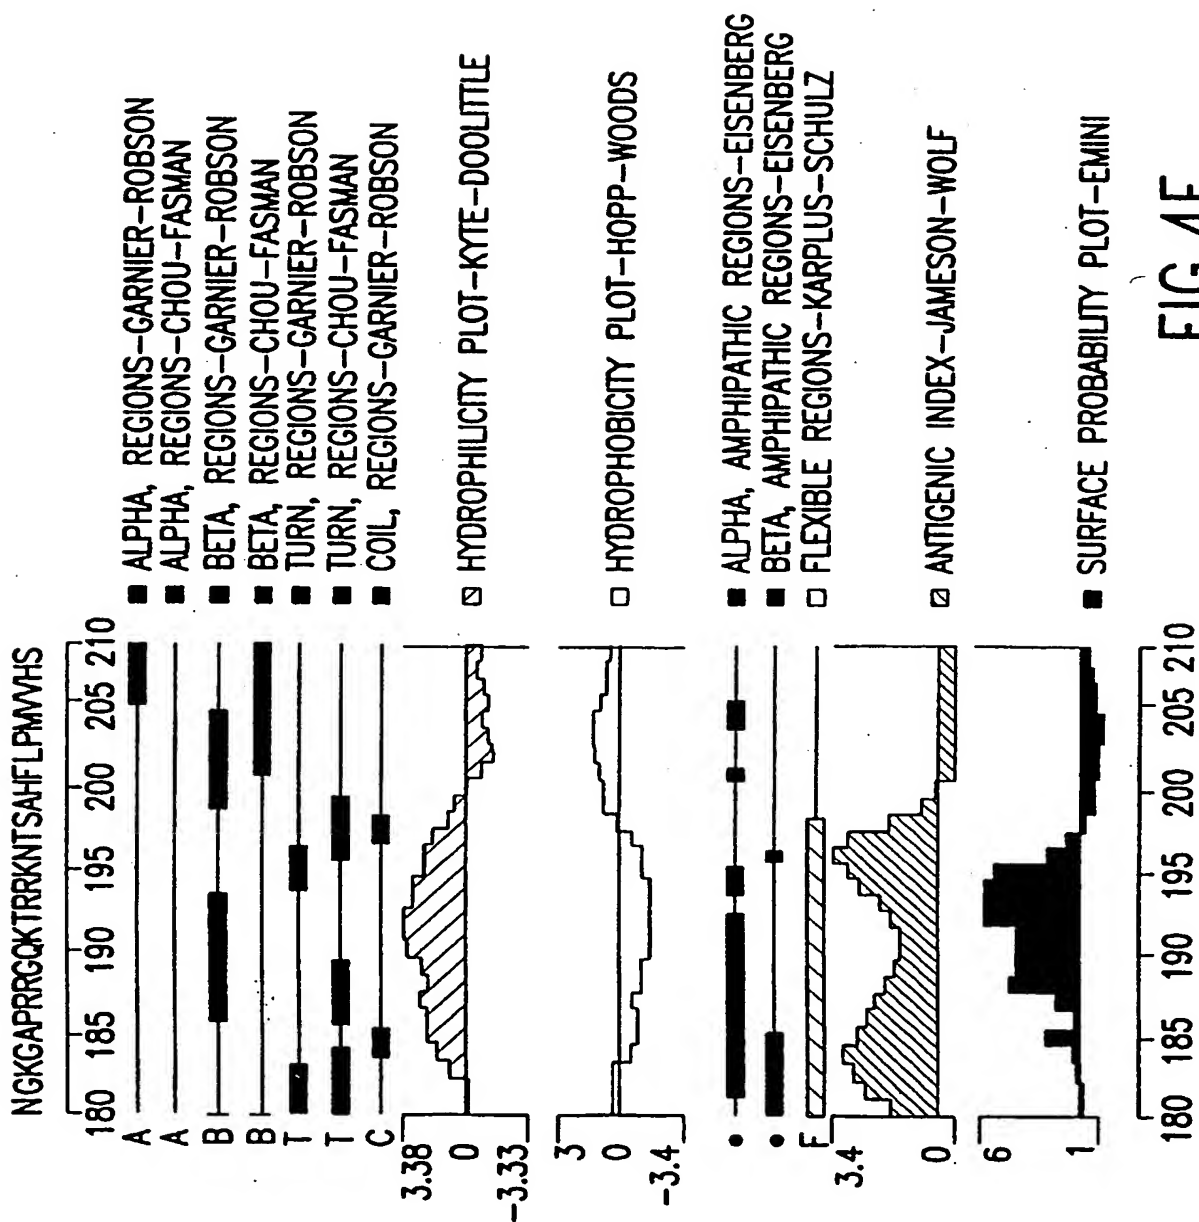 NGKGAPRRGQKTRRKNTSAHFLPMVVHS
180 185 190 195 200 205 210
A ALPHA, REGIONS-GARNIER-ROBSON
A ALPHA, REGIONS-CHOU-FASMAN
B BETA, REGIONS-GARNIER-ROBSON
B BETA, REGIONS-CHOU-FASMAN
T TURN, REGIONS-GARNIER-ROBSON
T TURN, REGIONS-CHOU-FASMAN
C COIL, REGIONS-GARNIER-ROBSON
3.38
0 HYDROPHILICITY PLOT-KYTE-DOOLITTLE
-3.33
3
0 HYDROPHOBICITY PLOT-HOPP-WOODS
-3.4
ALPHA, AMPHIPATHIC REGIONS-EISENBERG
BETA, AMPHIPATHIC REGIONS-EISENBERG
F FLEXIBLE REGIONS-KARPLUS-SCHULZ
3.4
0 ANTIGENIC INDEX-JAMESON-WOLF
6
1 SURFACE PROBABILITY PLOT-EMINI
180 185 190 195 200 205 210
FIG